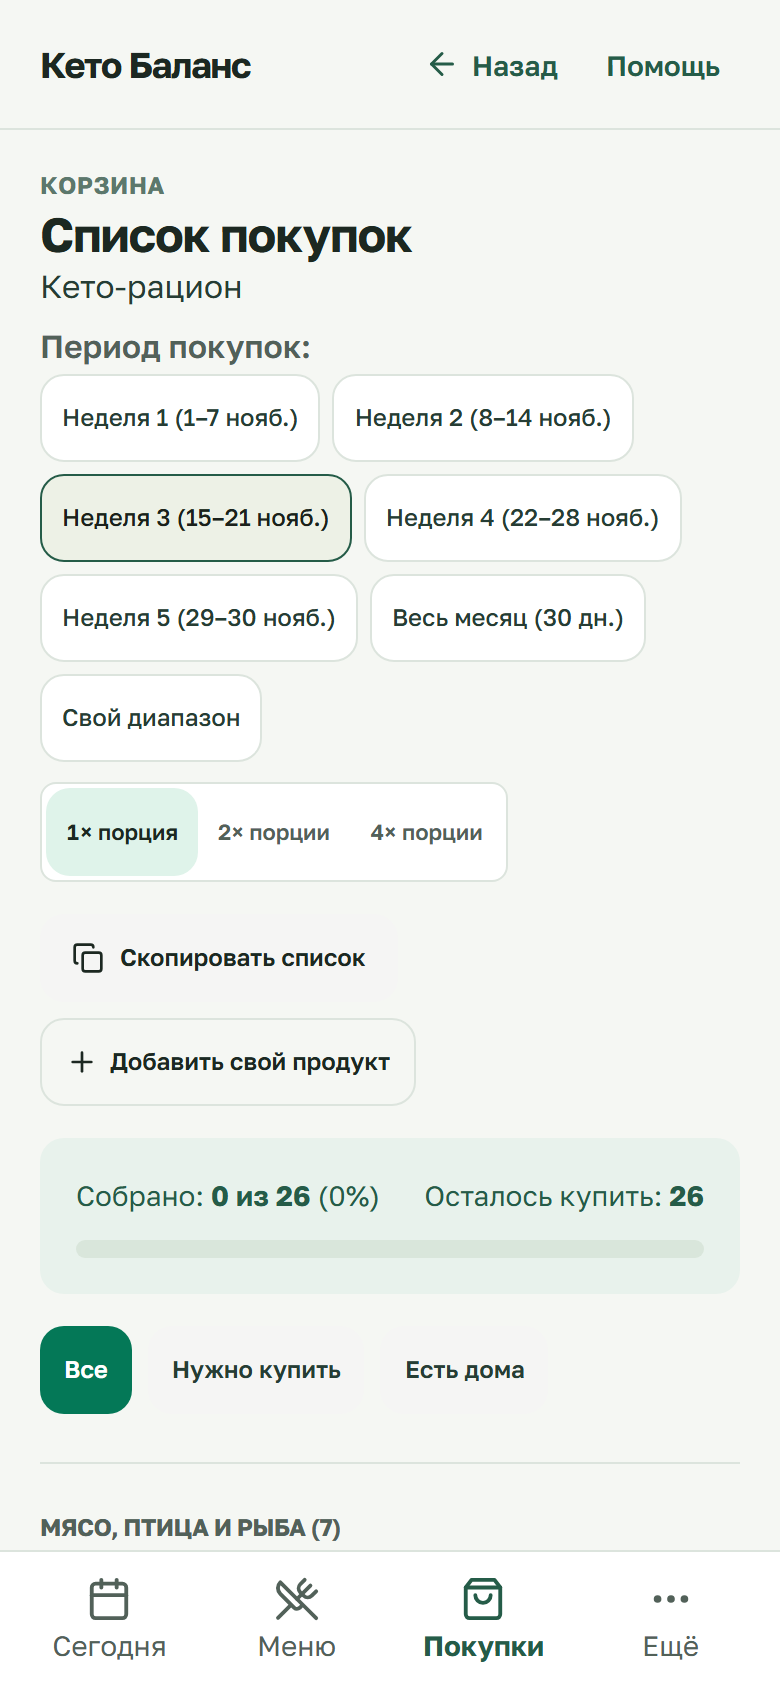 Кето Баланс
Назад
Помощь
КОРЗИНА
Список покупок
Кето-рацион
Период покупок:
Неделя 1 (1–7 нояб.)
Неделя 2 (8–14 нояб.)
Неделя 3 (15–21 нояб.)
Неделя 4 (22–28 нояб.)
Неделя 5 (29–30 нояб.)
Весь месяц (30 дн.)
Свой диапазон
1× порция
2× порции
4× порции
Скопировать список
Добавить свой продукт
Собрано: 0 из 26 (0%)
Осталось купить: 26
Все
Нужно купить
Есть дома
МЯСО, ПТИЦА И РЫБА (7)
Сегодня
Меню
Покупки
Ещё